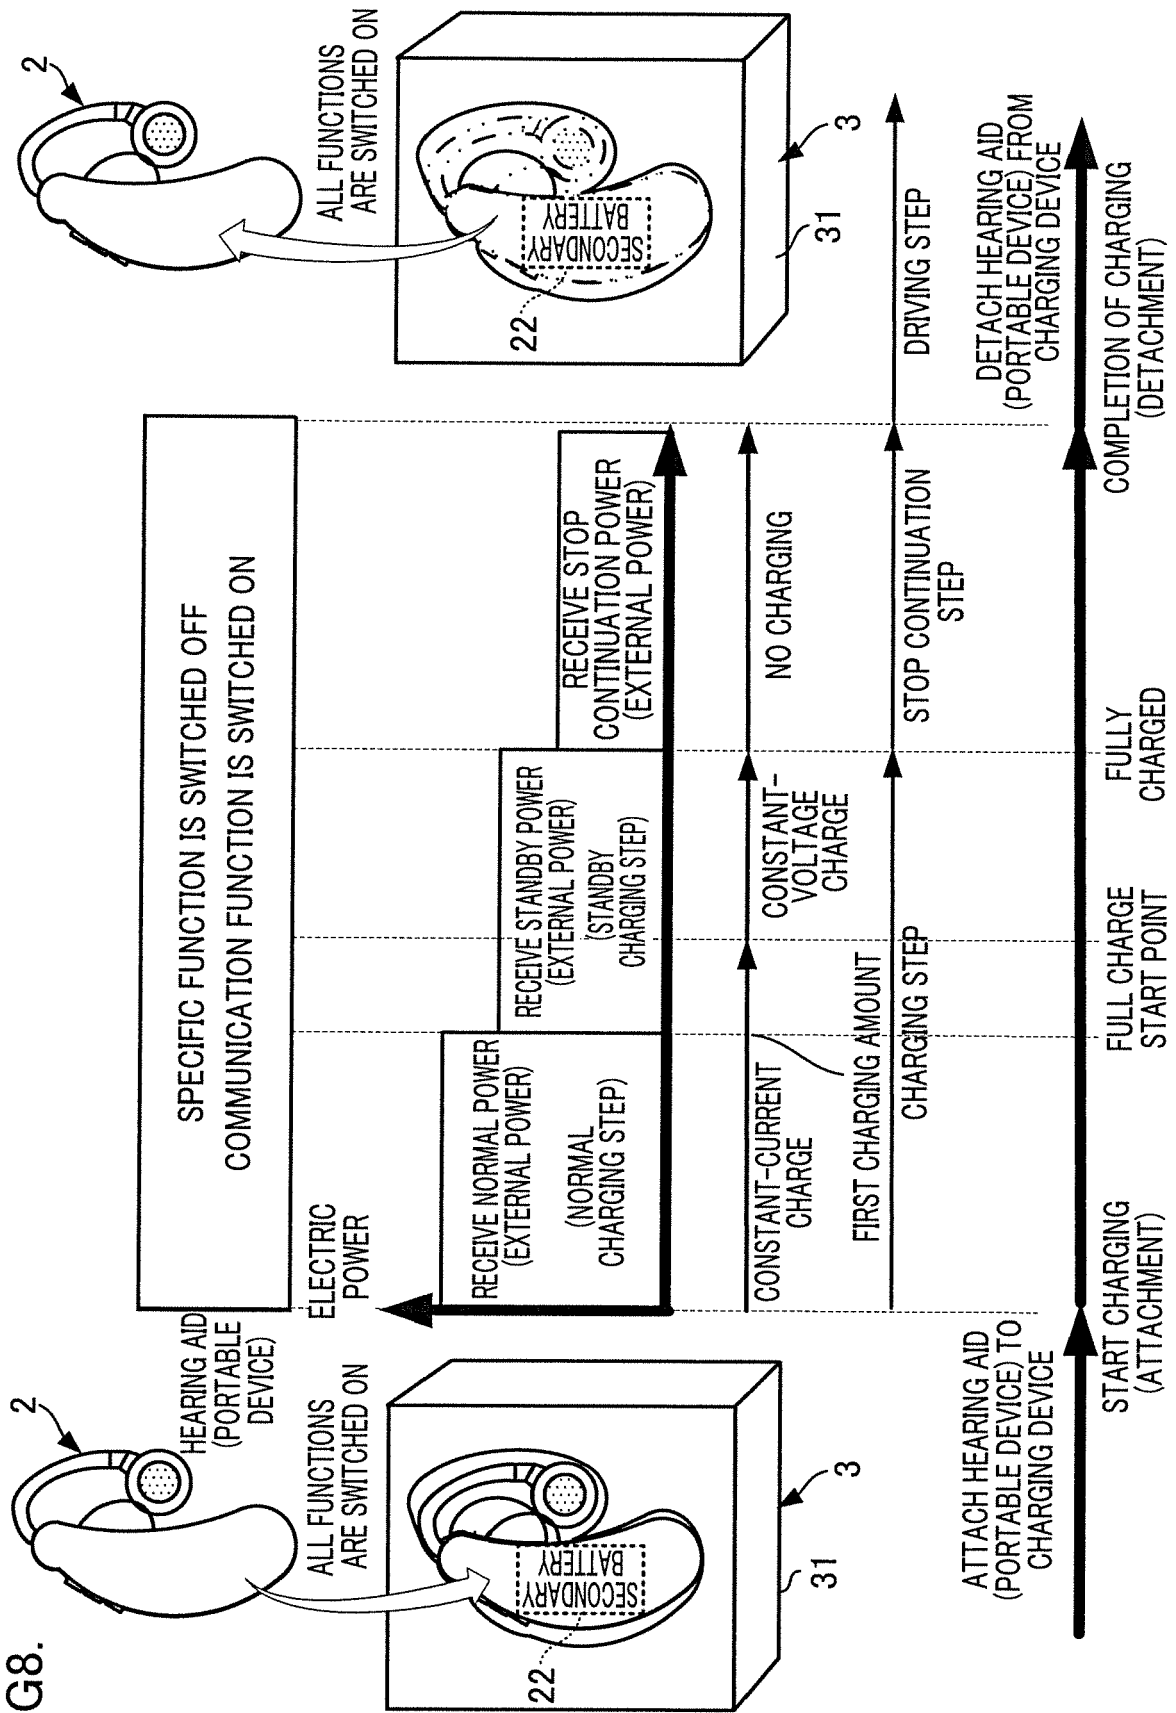 G8.
2
HEARING AID
(PORTABLE
DEVICE)
ALL FUNCTIONS
ARE SWITCHED ON
SECONDARY
BATTERY
22
31
3
SPECIFIC FUNCTION IS SWITCHED OFF
COMMUNICATION FUNCTION IS SWITCHED ON
ELECTRIC
POWER
RECEIVE NORMAL POWER
(EXTERNAL POWER)
(NORMAL
CHARGING STEP)
RECEIVE STANDBY POWER
(EXTERNAL POWER)
(STANDBY
CHARGING STEP)
RECEIVE STOP
CONTINUATION POWER
(EXTERNAL POWER)
CONSTANT-CURRENT
CHARGE
CONSTANT-
VOLTAGE
CHARGE
NO CHARGING
FIRST CHARGING AMOUNT
CHARGING STEP
STOP CONTINUATION
STEP
DRIVING STEP
2
ALL FUNCTIONS
ARE SWITCHED ON
SECONDARY
BATTERY
22
31
3
ATTACH HEARING AID
(PORTABLE DEVICE) TO
CHARGING DEVICE
DETACH HEARING AID
(PORTABLE DEVICE) FROM
CHARGING DEVICE
START CHARGING
(ATTACHMENT)
FULL CHARGE
START POINT
FULLY
CHARGED
COMPLETION OF CHARGING
(DETACHMENT)